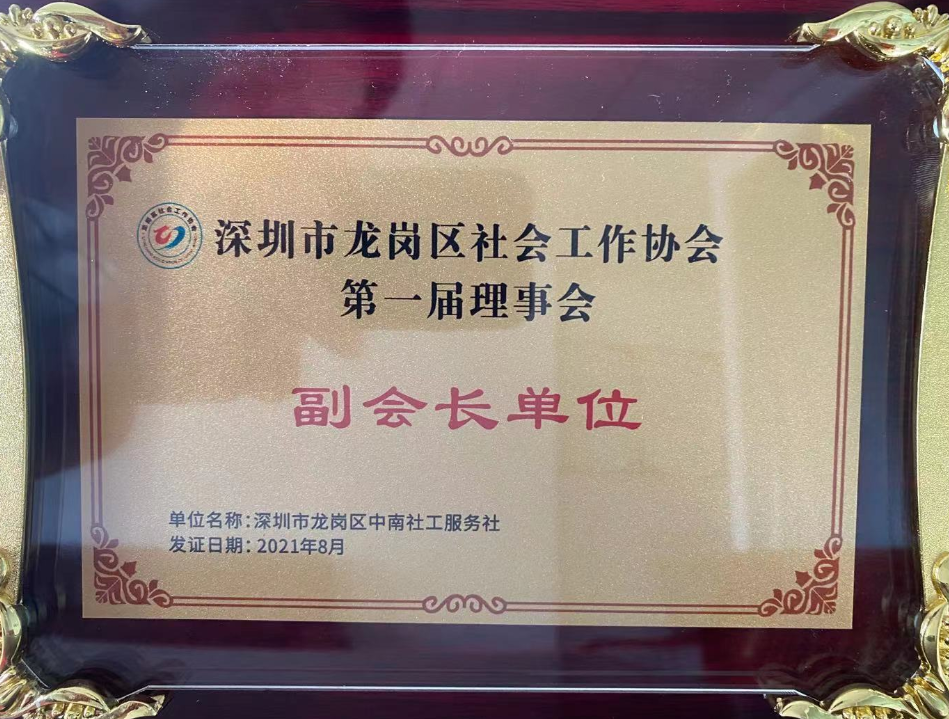 深圳市龙岗区社会工作协会
第一届理事会
副会长单位
单位名称：深圳市龙岗区中南社工服务社
发证日期：2021年8月